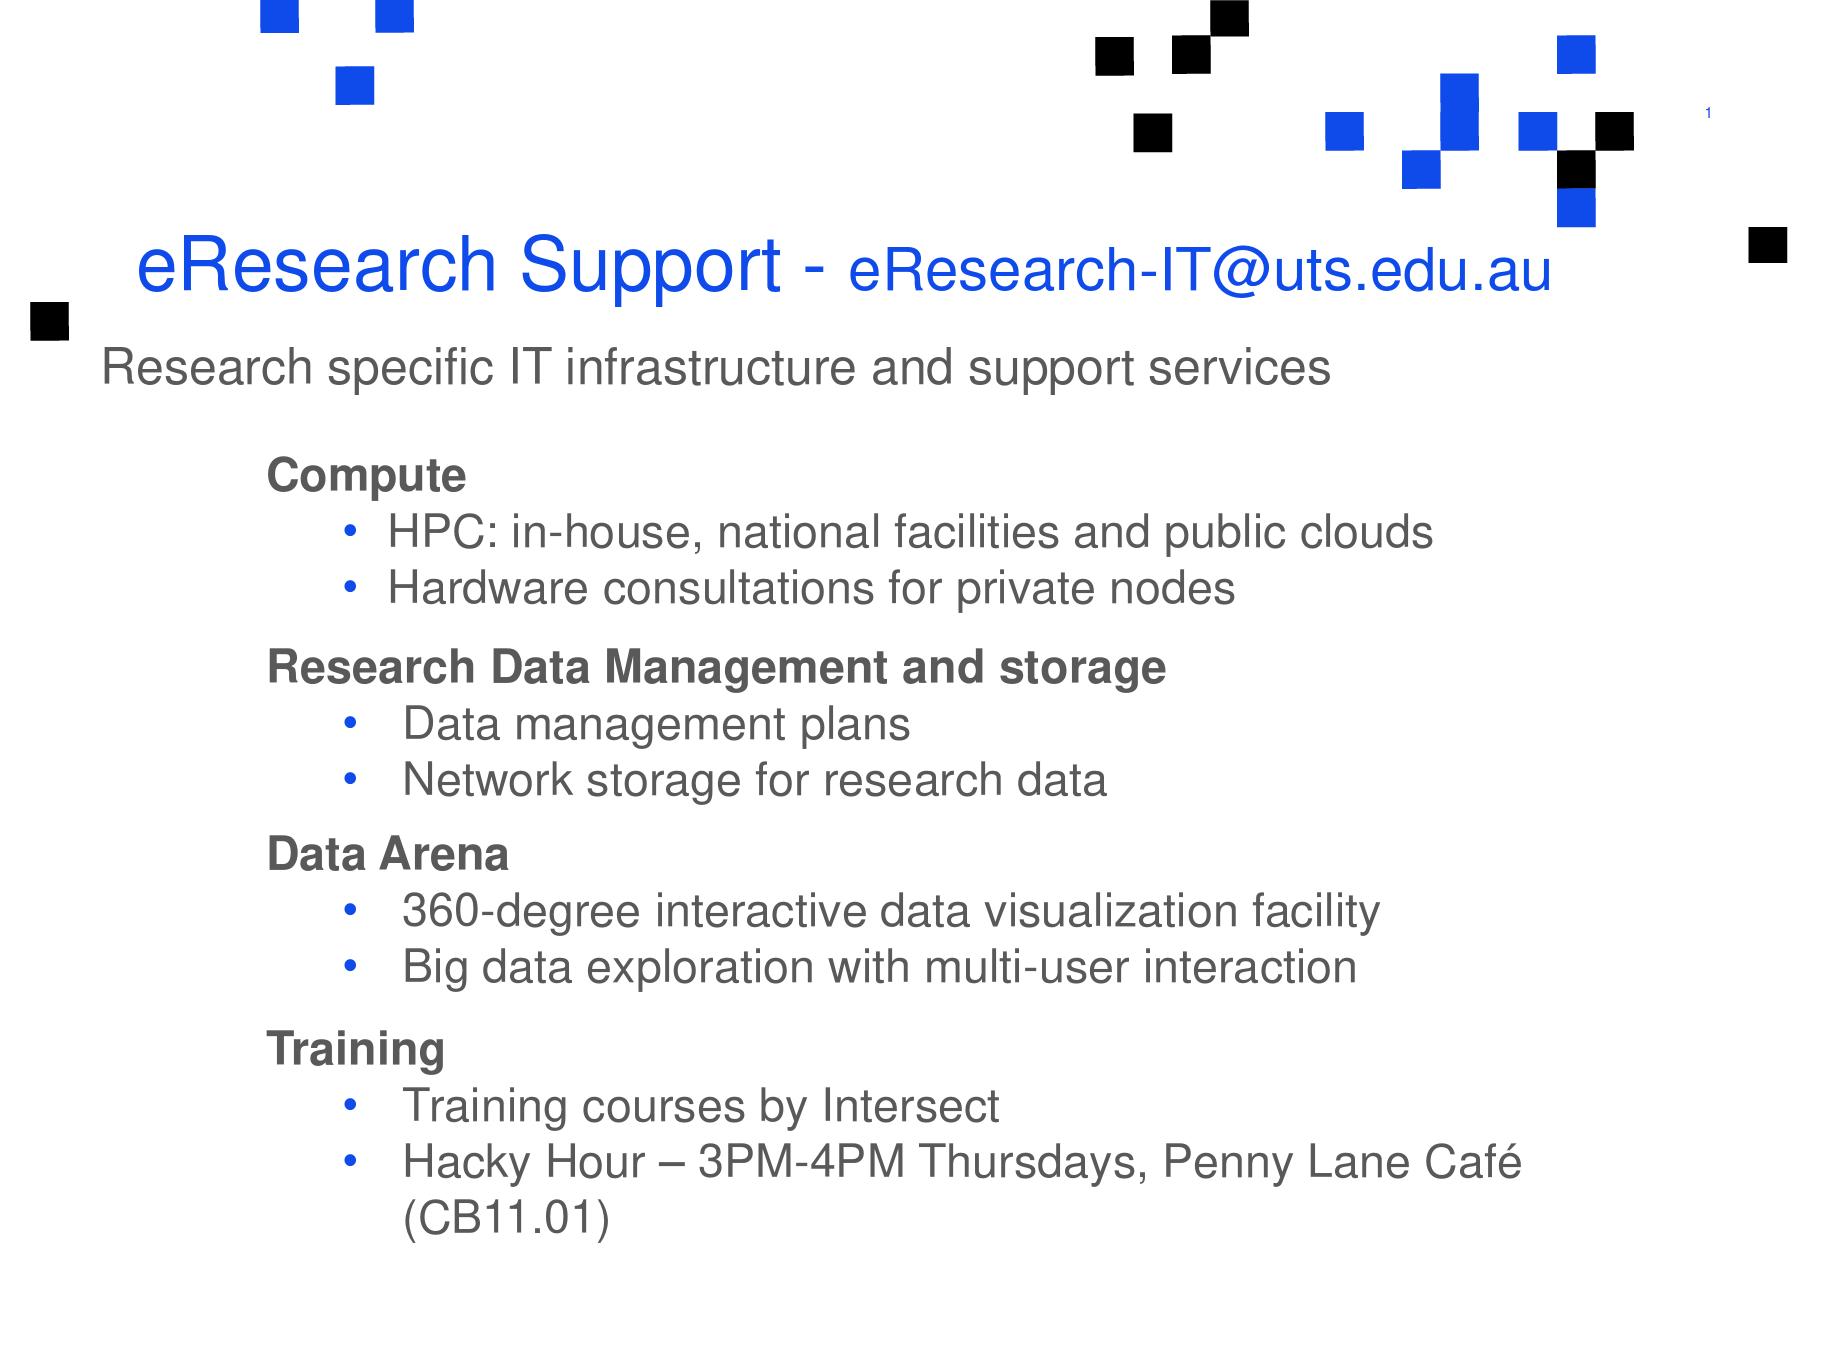 1
eResearch Support - eResearch-IT@uts.edu.au
Research specific IT infrastructure and support services
Compute
• HPC: in-house, national facilities and public clouds
• Hardware consultations for private nodes
Research Data Management and storage
• Data management plans
• Network storage for research data
Data Arena
• 360-degree interactive data visualization facility
• Big data exploration with multi-user interaction
Training
• Training courses by Intersect
• Hacky Hour – 3PM-4PM Thursdays, Penny Lane Café
(CB11.01)